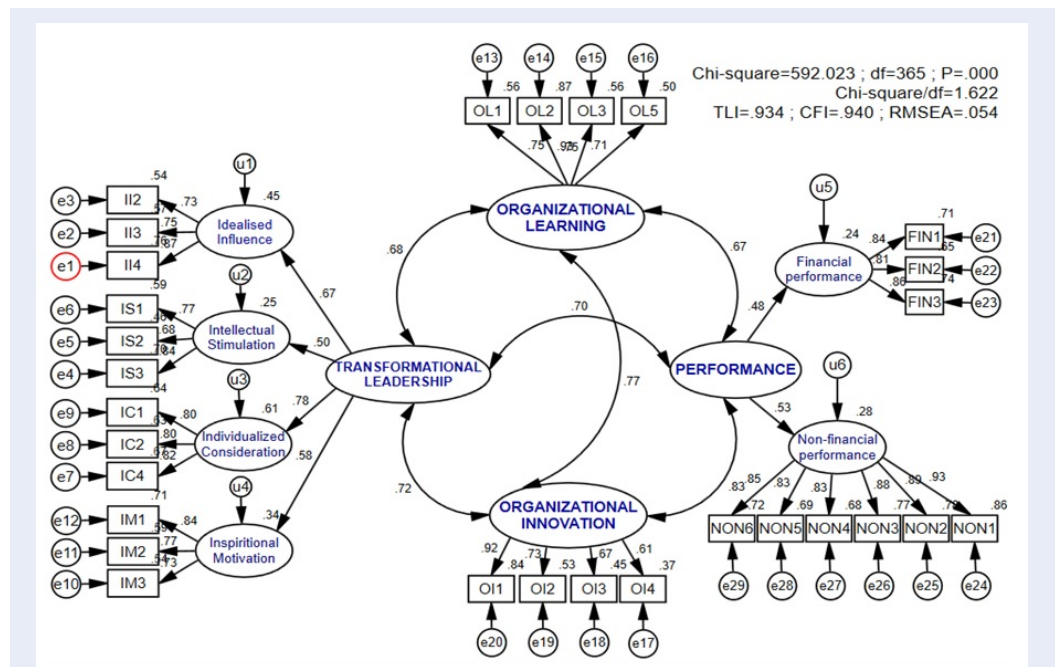 Chi-square=592.023 ; df=365 ; P=.000
Chi-square/df=1.622
TLI=.934 ; CFI=.940 ; RMSEA=.054
e13
e14
e15
e16
.56
.87
.56
.50
OL1
OL2
OL3
OL5
.75
.71
ORGANIZATIONAL
LEARNING
u1
.45
Idealised
Influence
.54
e3
II2
.73
e2
II3
.75
e1
II4
.87
u2
.25
Intellectual
Stimulation
.59
e6
IS1
.77
e5
IS2
.68
e4
IS3
.84
u3
.61
Individualized
Consideration
.64
e9
IC1
.80
e8
IC2
.80
e7
IC4
.82
u4
.34
Inspiritional
Motivation
.71
e12
IM1
.84
e11
IM2
.77
e10
IM3
.73
.67
.50
.78
.58
TRANSFORMATIONAL
LEADERSHIP
.68
.67
.70
.77
.72
PERFORMANCE
.48
.53
u5
.24
Financial
performance
.71
.84
FIN1
e21
.65
.81
FIN2
e22
.74
.86
FIN3
e23
u6
.28
Non-financial
performance
.83
.85
.83
.83
.88
.89
.93
.72
.69
.68
.77
.79
.86
NON6
NON5
NON4
NON3
NON2
NON1
e29
e28
e27
e26
e25
e24
ORGANIZATIONAL
INNOVATION
.92
.73
.67
.61
.84
.53
.45
.37
OI1
OI2
OI3
OI4
e20
e19
e18
e17